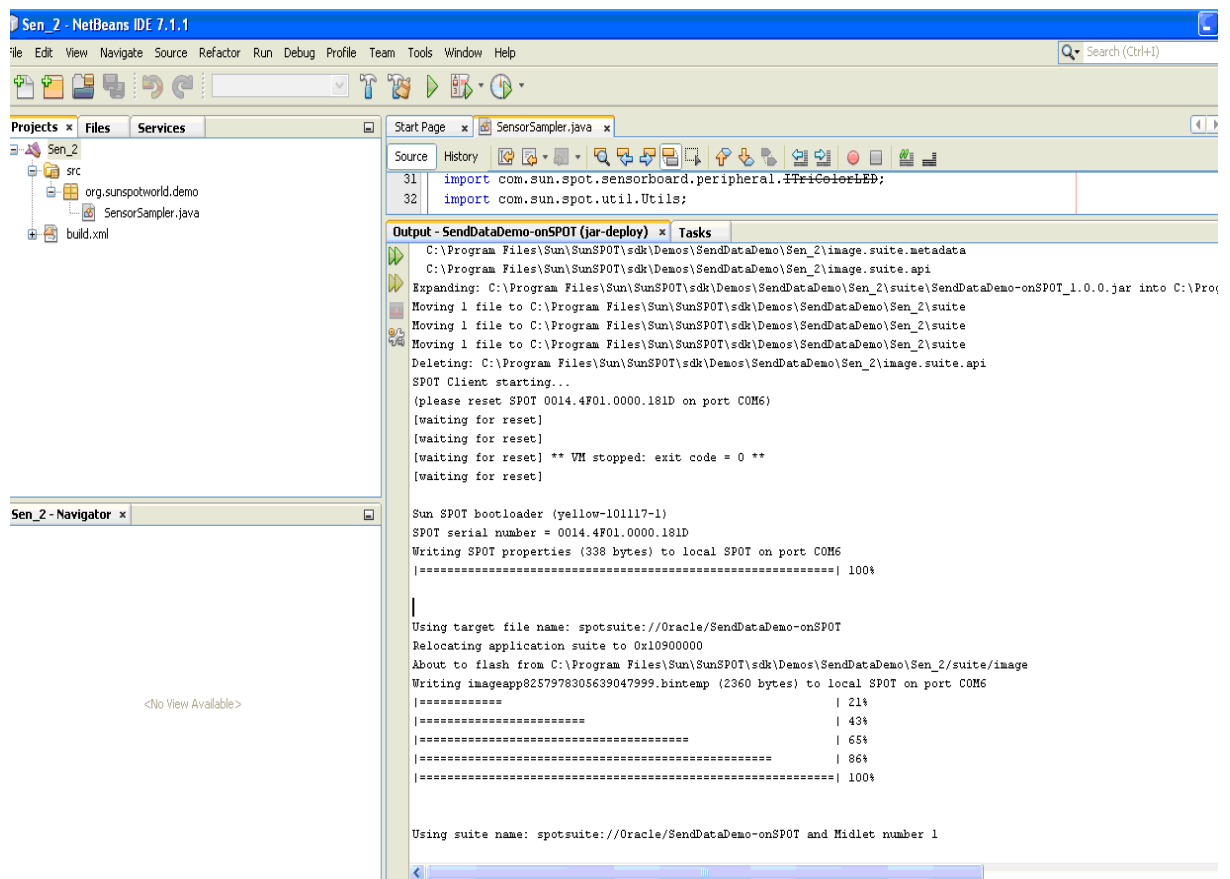 Sen_2 - NetBeans IDE 7.1.1
File Edit View Navigate Source Refactor Run Debug Profile Team Tools Window Help
Search (Ctrl+I)
Projects x Files Services
Sen_2
src
org.sunspotworld.demo
SensorSampler.java
build.xml
Start Page x SensorSampler.java x
Source History
31 import com.sun.spot.sensorboard.peripheral.ITriColorLED;
32 import com.sun.spot.util.Utils;
Output - SendDataDemo-onSPOT (jar-deploy) x Tasks
C:\Program Files\Sun\SunSPOT\sdk\Demos\SendDataDemo\Sen_2\image.suite.metadata
C:\Program Files\Sun\SunSPOT\sdk\Demos\SendDataDemo\Sen_2\image.suite.api
Expanding: C:\Program Files\Sun\SunSPOT\sdk\Demos\SendDataDemo\Sen_2\suite\SendDataDemo-onSPOT_1.0.0.jar into C:\Prog
Moving 1 file to C:\Program Files\Sun\SunSPOT\sdk\Demos\SendDataDemo\Sen_2\suite
Moving 1 file to C:\Program Files\Sun\SunSPOT\sdk\Demos\SendDataDemo\Sen_2\suite
Moving 1 file to C:\Program Files\Sun\SunSPOT\sdk\Demos\SendDataDemo\Sen_2\suite
Deleting: C:\Program Files\Sun\SunSPOT\sdk\Demos\SendDataDemo\Sen_2\image.suite.api
SPOT Client starting...
(please reset SPOT 0014.4F01.0000.181D on port COM6)
[waiting for reset]
[waiting for reset]
[waiting for reset] ** VM stopped: exit code = 0 **
[waiting for reset]
Sun SPOT bootloader (yellow-101117-1)
SPOT serial number = 0014.4F01.0000.181D
Writing SPOT properties (338 bytes) to local SPOT on port COM6
|============================================================| 100%
Using target file name: spotsuite://Oracle/SendDataDemo-onSPOT
Relocating application suite to 0x10900000
About to flash from C:\Program Files\Sun\SunSPOT\sdk\Demos\SendDataDemo\Sen_2/suite/image
Writing imageapp8257978305639047999.bintemp (2360 bytes) to local SPOT on port COM6
|============ | 21%
|======================== | 43%
|======================================= | 65%
|=================================================== | 86%
|============================================================| 100%
Using suite name: spotsuite://Oracle/SendDataDemo-onSPOT and Midlet number 1
Sen_2 - Navigator x
<No View Available>